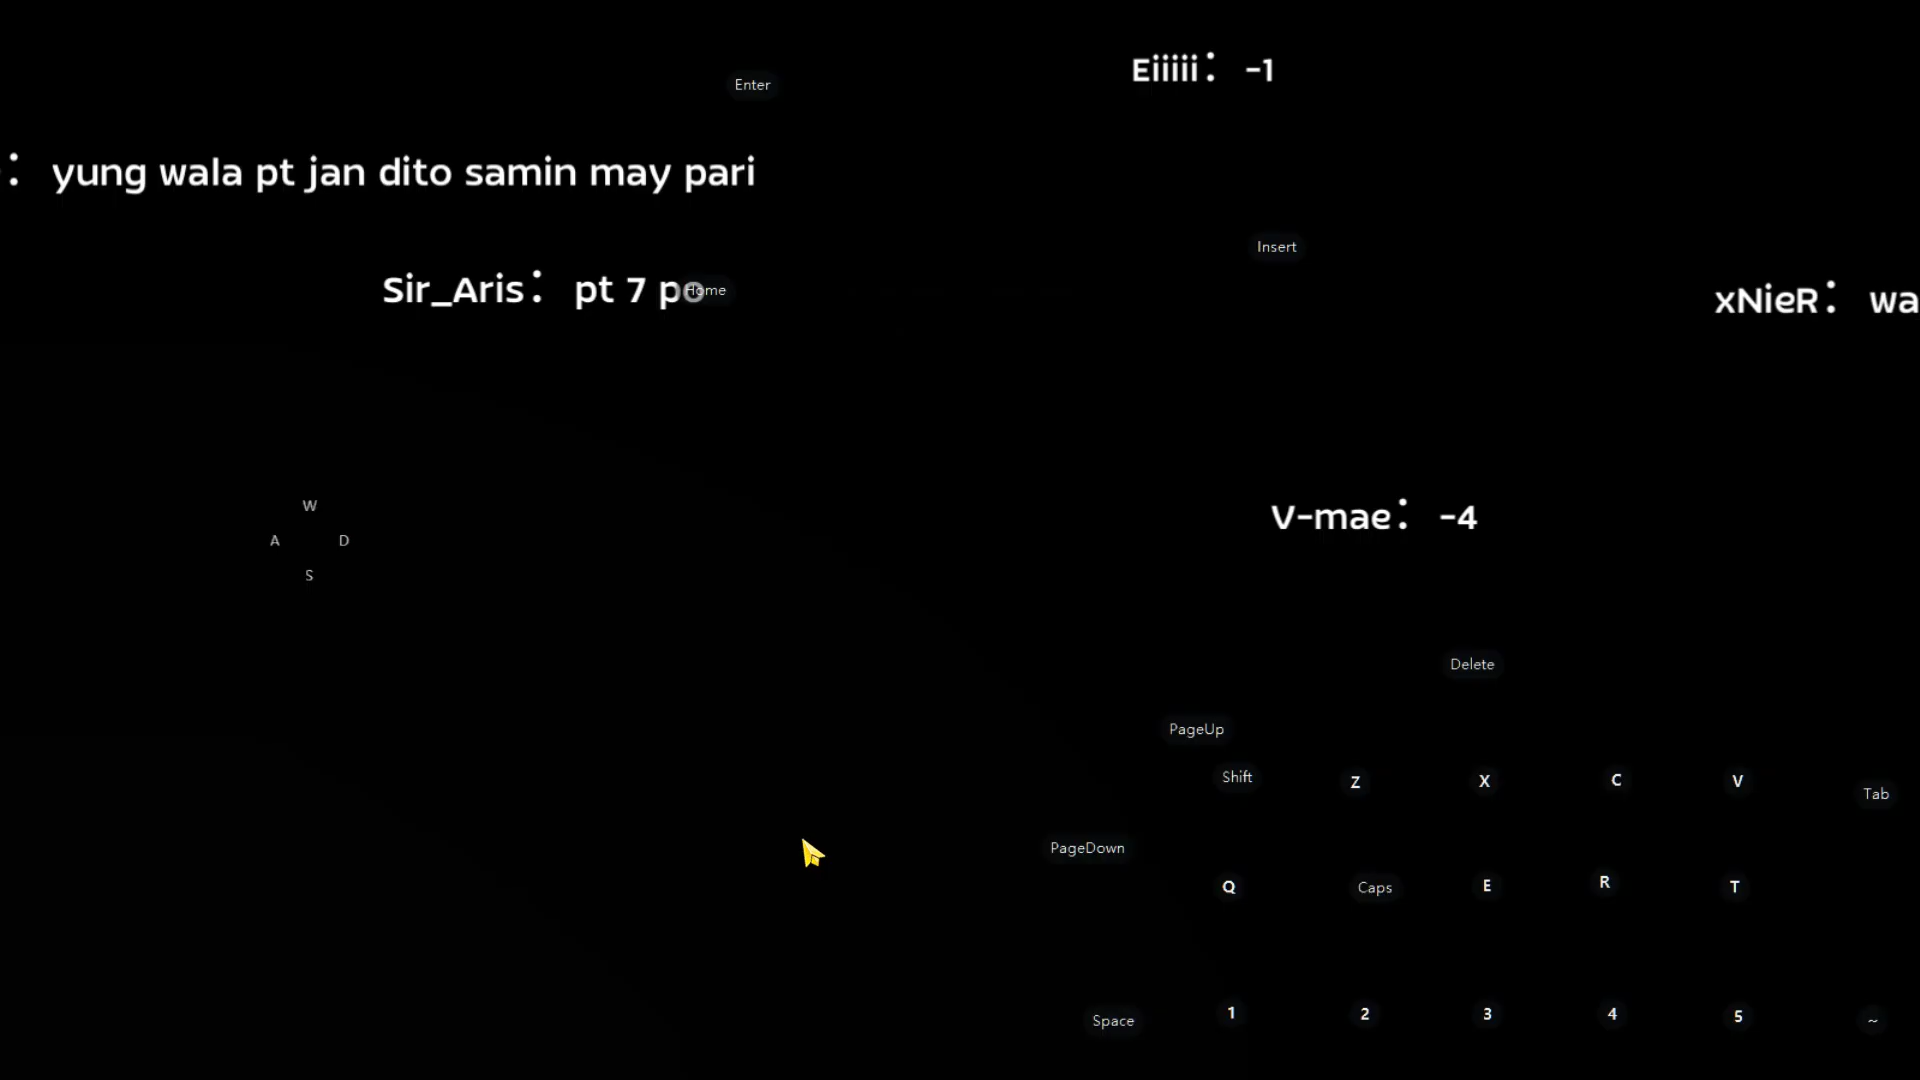 Eiiiii： -1
Enter
： yung wala pt jan dito samin may pari
Insert
Sir_Aris： pt 7 po
Home
xNieR： wa
W
A D
S
V-mae： -4
Delete
PageUp
Shift Z X C V Tab
PageDown
Q Caps E R T
Space 1 2 3 4 5 ~